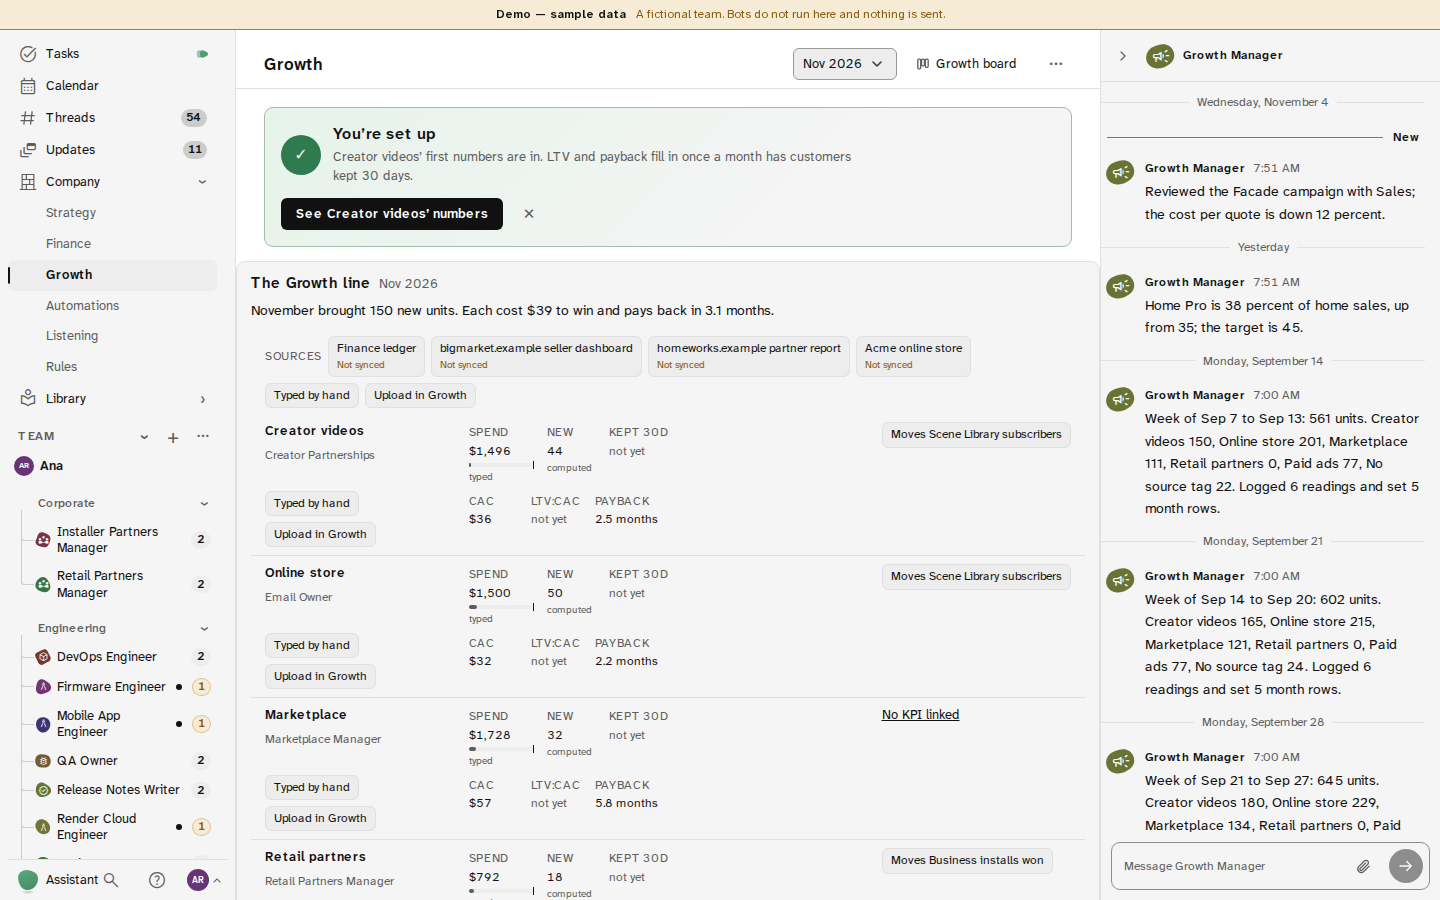 Demo — sample data A fictional team. Bots do not run here and nothing is sent.
Tasks
Calendar
Threads 54
Updates 11
Company
Strategy
Finance
Growth
Automations
Listening
Rules
Library
TEAM
AR Ana
Corporate
Installer Partners
Manager
2
Retail Partners
Manager
2
Engineering
DevOps Engineer 2
Firmware Engineer 1
Mobile App
Engineer
1
QA Owner 2
Release Notes Writer 2
Render Cloud
Engineer
1
Assistant
AR
Growth
Nov 2026
Growth board
You're set up
Creator videos' first numbers are in. LTV and payback fill in once a month has customers
kept 30 days.
See Creator videos' numbers
The Growth line Nov 2026
November brought 150 new units. Each cost $39 to win and pays back in 3.1 months.
SOURCES
Finance ledger
Not synced
bigmarket.example seller dashboard
Not synced
homeworks.example partner report
Not synced
Acme online store
Not synced
Typed by hand
Upload in Growth
Creator videos
Creator Partnerships
SPEND NEW KEPT 30D
$1,496 44 not yet
typed computed
Moves Scene Library subscribers
Typed by hand
Upload in Growth
CAC LTV:CAC PAYBACK
$36 not yet 2.5 months
Online store
Email Owner
SPEND NEW KEPT 30D
$1,500 50 not yet
typed computed
Moves Scene Library subscribers
Typed by hand
Upload in Growth
CAC LTV:CAC PAYBACK
$32 not yet 2.2 months
Marketplace
Marketplace Manager
SPEND NEW KEPT 30D
$1,728 32 not yet
typed computed
No KPI linked
Typed by hand
Upload in Growth
CAC LTV:CAC PAYBACK
$57 not yet 5.8 months
Retail partners
Retail Partners Manager
SPEND NEW KEPT 30D
$792 18 not yet
computed
Moves Business installs won
Growth Manager
Wednesday, November 4
New
Growth Manager 7:51 AM
Reviewed the Facade campaign with Sales;
the cost per quote is down 12 percent.
Yesterday
Growth Manager 7:51 AM
Home Pro is 38 percent of home sales, up
from 35; the target is 45.
Monday, September 14
Growth Manager 7:00 AM
Week of Sep 7 to Sep 13: 561 units. Creator
videos 150, Online store 201, Marketplace
111, Retail partners 0, Paid ads 77, No
source tag 22. Logged 6 readings and set 5
month rows.
Monday, September 21
Growth Manager 7:00 AM
Week of Sep 14 to Sep 20: 602 units.
Creator videos 165, Online store 215,
Marketplace 121, Retail partners 0, Paid
ads 77, No source tag 24. Logged 6
readings and set 5 month rows.
Monday, September 28
Growth Manager 7:00 AM
Week of Sep 21 to Sep 27: 645 units.
Creator videos 180, Online store 229,
Marketplace 134, Retail partners 0, Paid
Message Growth Manager